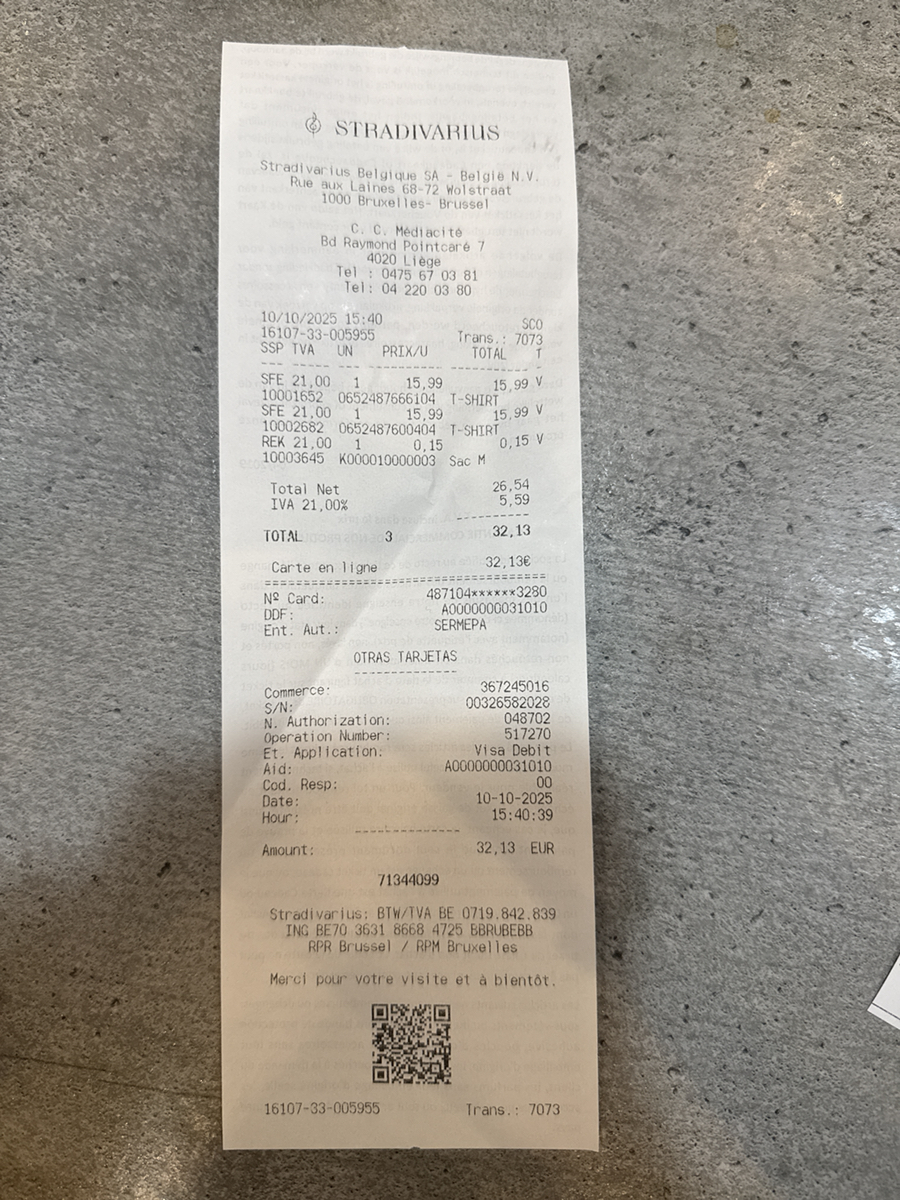 STRADIVARIUS
Stradivarius Belgique SA - België N.V.
Rue aux Laines 68-72 Wolstraat
1000 Bruxelles- Brussel
C. C. Médiacité
Bd Raymond Pointcaré 7
4020 Liège
Tel : 0475 67 03 81
Tel: 04 220 03 80
10/10/2025 15:40 SCO
16107-33-005955 Trans.: 7073
SSP TVA UN PRIX/U TOTAL T
SFE 21,00 1 15,99 15,99 V
10001652 0652487666104 T-SHIRT
SFE 21,00 1 15,99 15,99 V
10002682 0652487600404 T-SHIRT
REK 21,00 1 0,15 0,15 V
10003645 K000010000003 Sac M
Total Net 26,54
IVA 21,00% 5,59
TOTAL 3 32,13
Carte en ligne 32,13€
Nº Card: 487104******3280
DDF: A0000000031010
Ent. Aut.: SERMEPA
OTRAS TARJETAS
Commerce: 367245016
S/N: 00326582028
N. Authorization: 048702
Operation Number: 517270
Et. Application: Visa Debit
Aid: A0000000031010
Cod. Resp: 00
Date: 10-10-2025
Hour: 15:40:39
Amount: 32,13 EUR
71344099
Stradivarius: BTW/TVA BE 0719.842.839
ING BE70 3631 8668 4725 BBRUBEBB
RPR Brussel / RPM Bruxelles
Merci pour votre visite et à bientôt.
16107-33-005955 Trans.: 7073